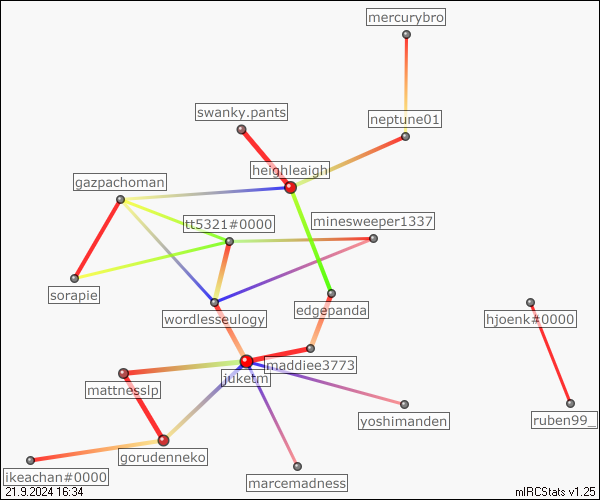 mercurybro
swanky.pants
neptune01
heighleaigh
gazpachoman
tt5321#0000
minesweeper1337
sorapie
edgepanda
wordlesseulogy
hjoenk#0000
maddiee3773
juketm
mattnesslp
yoshimanden
ruben99_
gorudenneko
ikeachan#0000
marcemadness
21.9.2024 16:34
mIRCStats v1.25